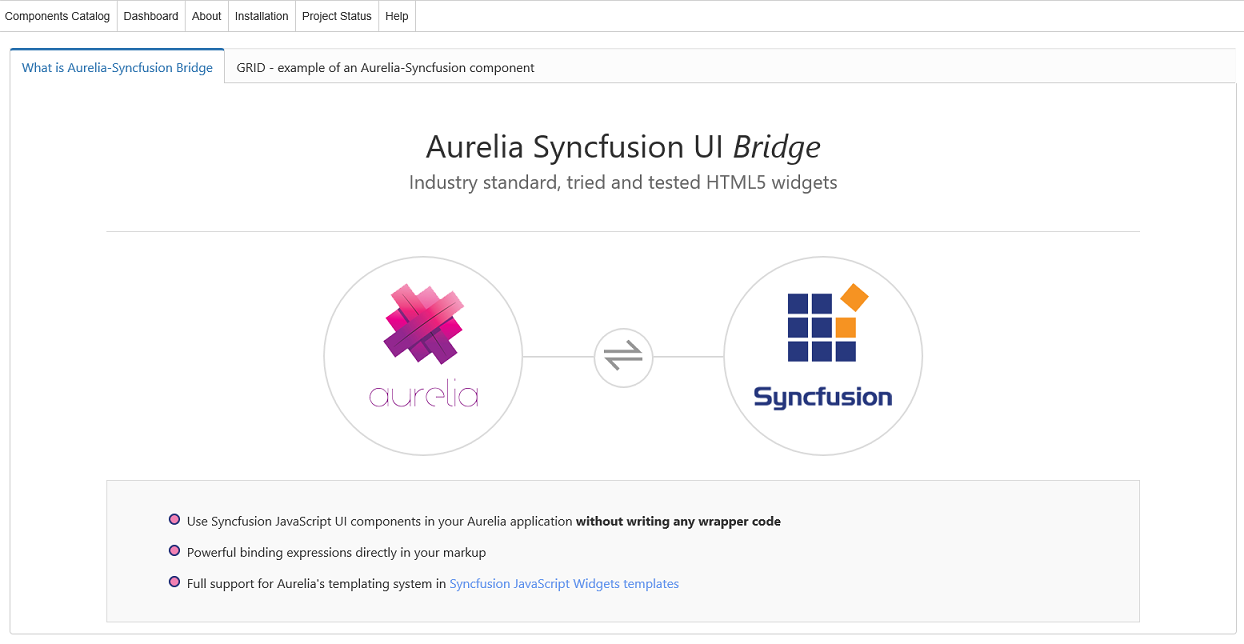 Components Catalog Dashboard About Installation Project Status Help
What is Aurelia-Syncfusion Bridge GRID - example of an Aurelia-Syncfusion component
Aurelia Syncfusion UI Bridge
Industry standard, tried and tested HTML5 widgets
aurelia
Syncfusion
Use Syncfusion JavaScript UI components in your Aurelia application without writing any wrapper code
Powerful binding expressions directly in your markup
Full support for Aurelia's templating system in Syncfusion JavaScript Widgets templates